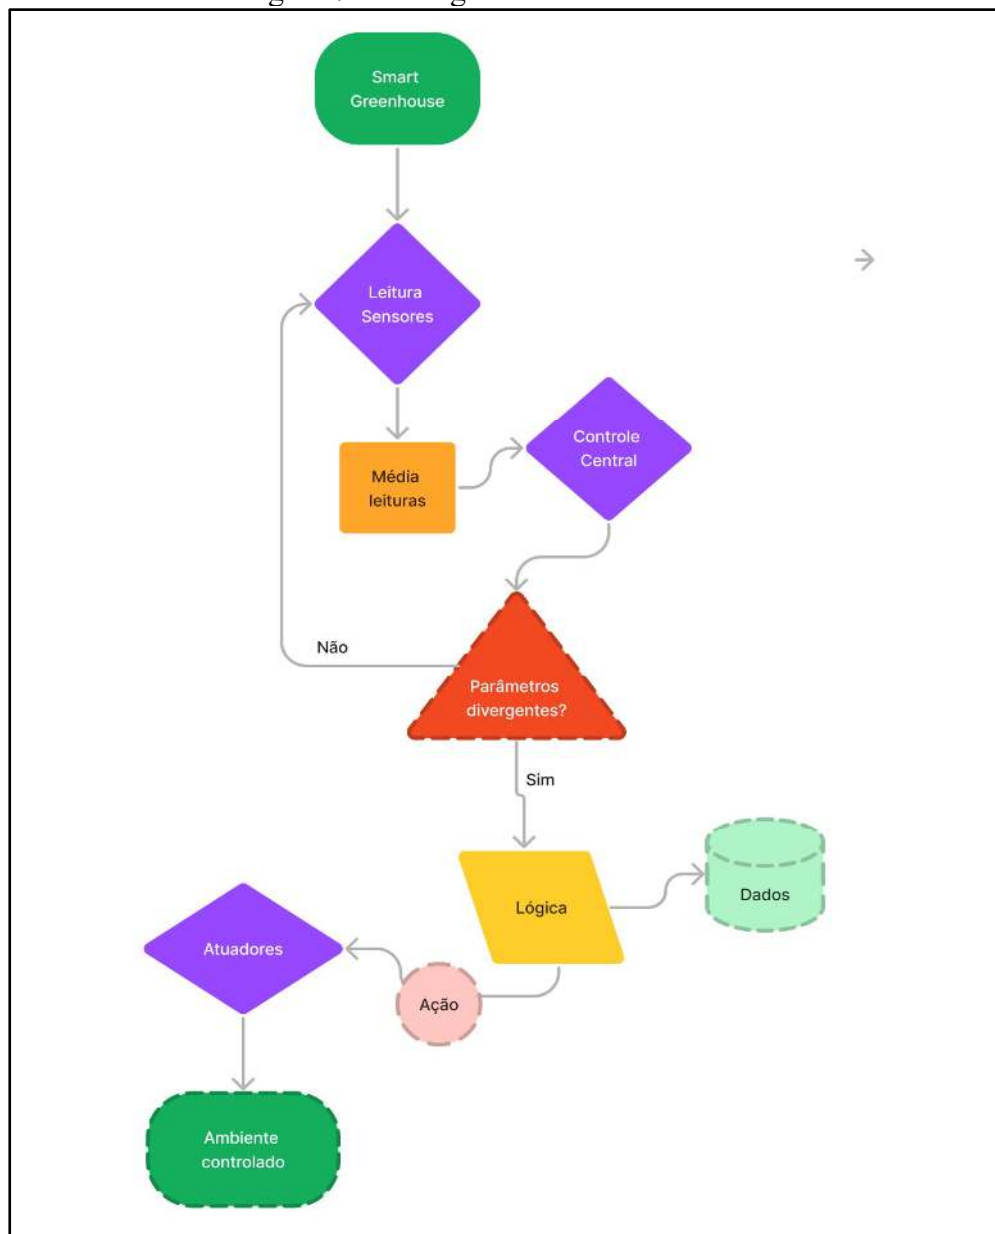 Smart
Greenhouse
Leitura
Sensores
Controle
Central
Média
leituras
Não
Parâmetros
divergentes?
Sim
Dados
Lógica
Atuadores
Ação
Ambiente
controlado